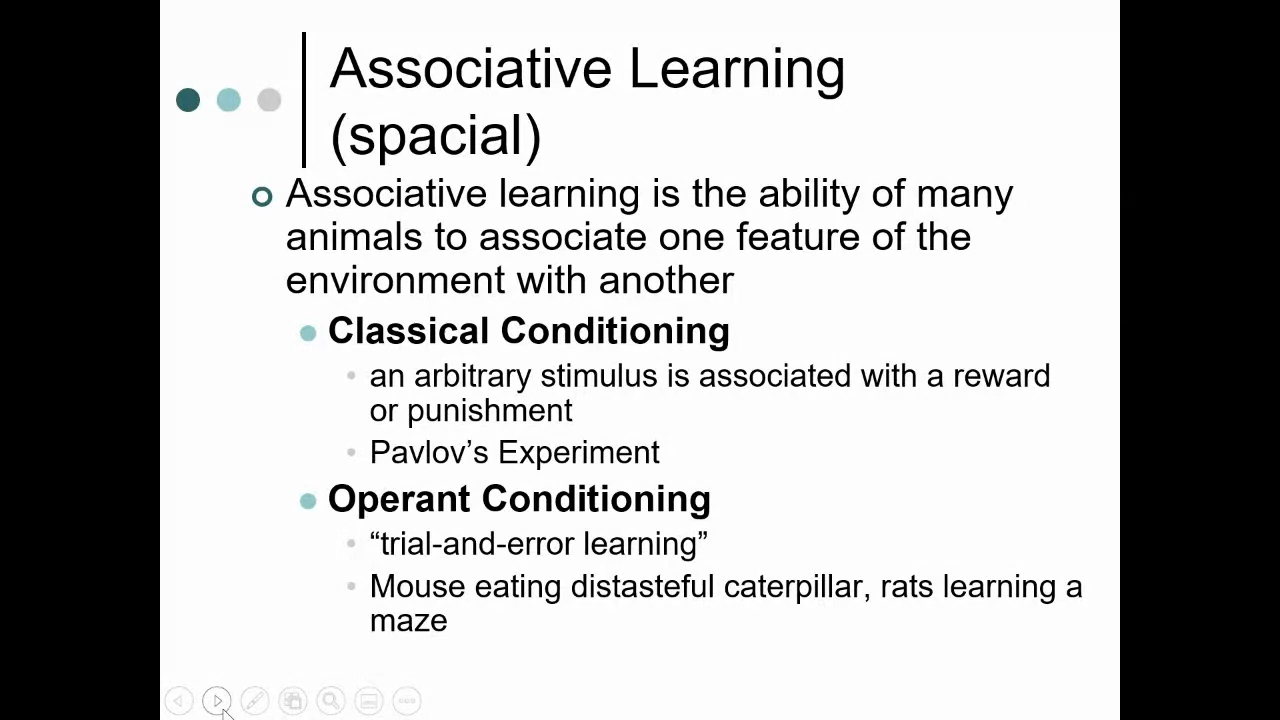 Associative Learning
(spacial)
Associative learning is the ability of many
animals to associate one feature of the
environment with another
Classical Conditioning
an arbitrary stimulus is associated with a reward
or punishment
Pavlov’s Experiment
Operant Conditioning
“trial-and-error learning”
Mouse eating distasteful caterpillar, rats learning a
maze